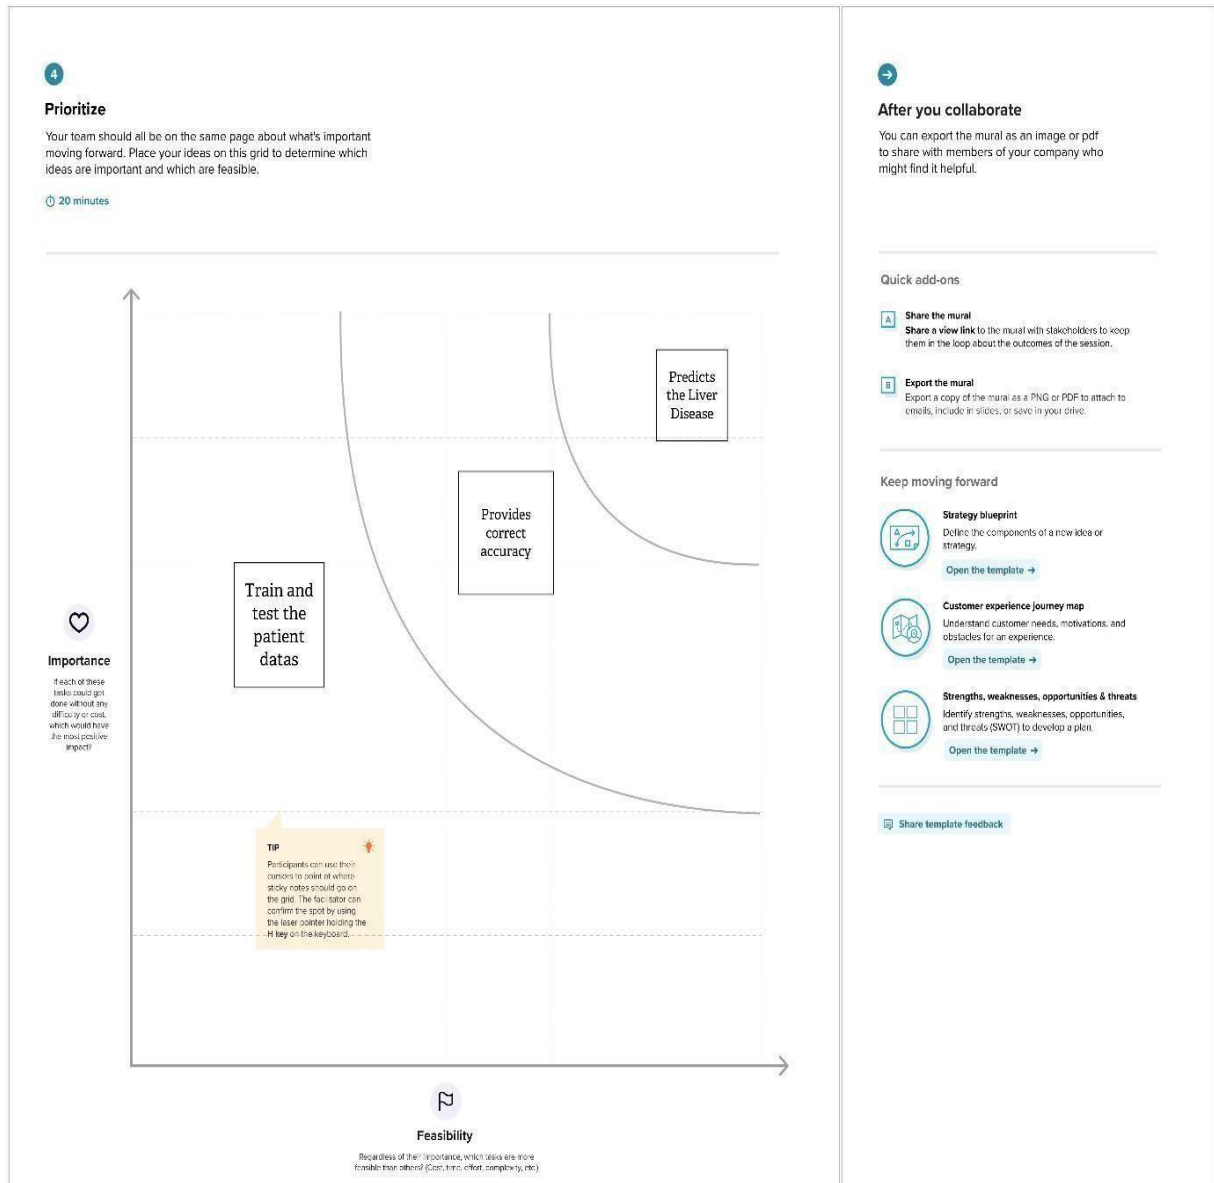 4
Prioritize
Your team should all be on the same page about what's important
moving forward. Place your ideas on this grid to determine which
ideas are important and which are feasible.
20 minutes
Predicts
the Liver
Disease
Provides
correct
accuracy
Train and
test the
patient
datas
Importance
If each of these
tasks could get
done without any
difficulty or cost,
which would have
the most positive
impact?
TIP
Participants can use their
cursors to point at where
sticky notes should go on
the grid. The facilitator can
confirm the spot by using
the laser pointer holding the
H key on the keyboard.
Feasibility
Regardless of their importance, which tasks are more
feasible than others? (Cost, time, effort, complexity, etc.)
After you collaborate
You can export the mural as an image or pdf
to share with members of your company who
might find it helpful.
Quick add-ons
A
Share the mural
Share a view link to the mural with stakeholders to keep
them in the loop about the outcomes of the session.
B
Export the mural
Export a copy of the mural as a PNG or PDF to attach to
emails, include in slides, or save in your drive.
Keep moving forward
Strategy blueprint
Define the components of a new idea or
strategy.
Open the template →
Customer experience journey map
Understand customer needs, motivations, and
obstacles for an experience.
Open the template →
Strengths, weaknesses, opportunities & threats
Identify strengths, weaknesses, opportunities,
and threats (SWOT) to develop a plan.
Open the template →
Share template feedback